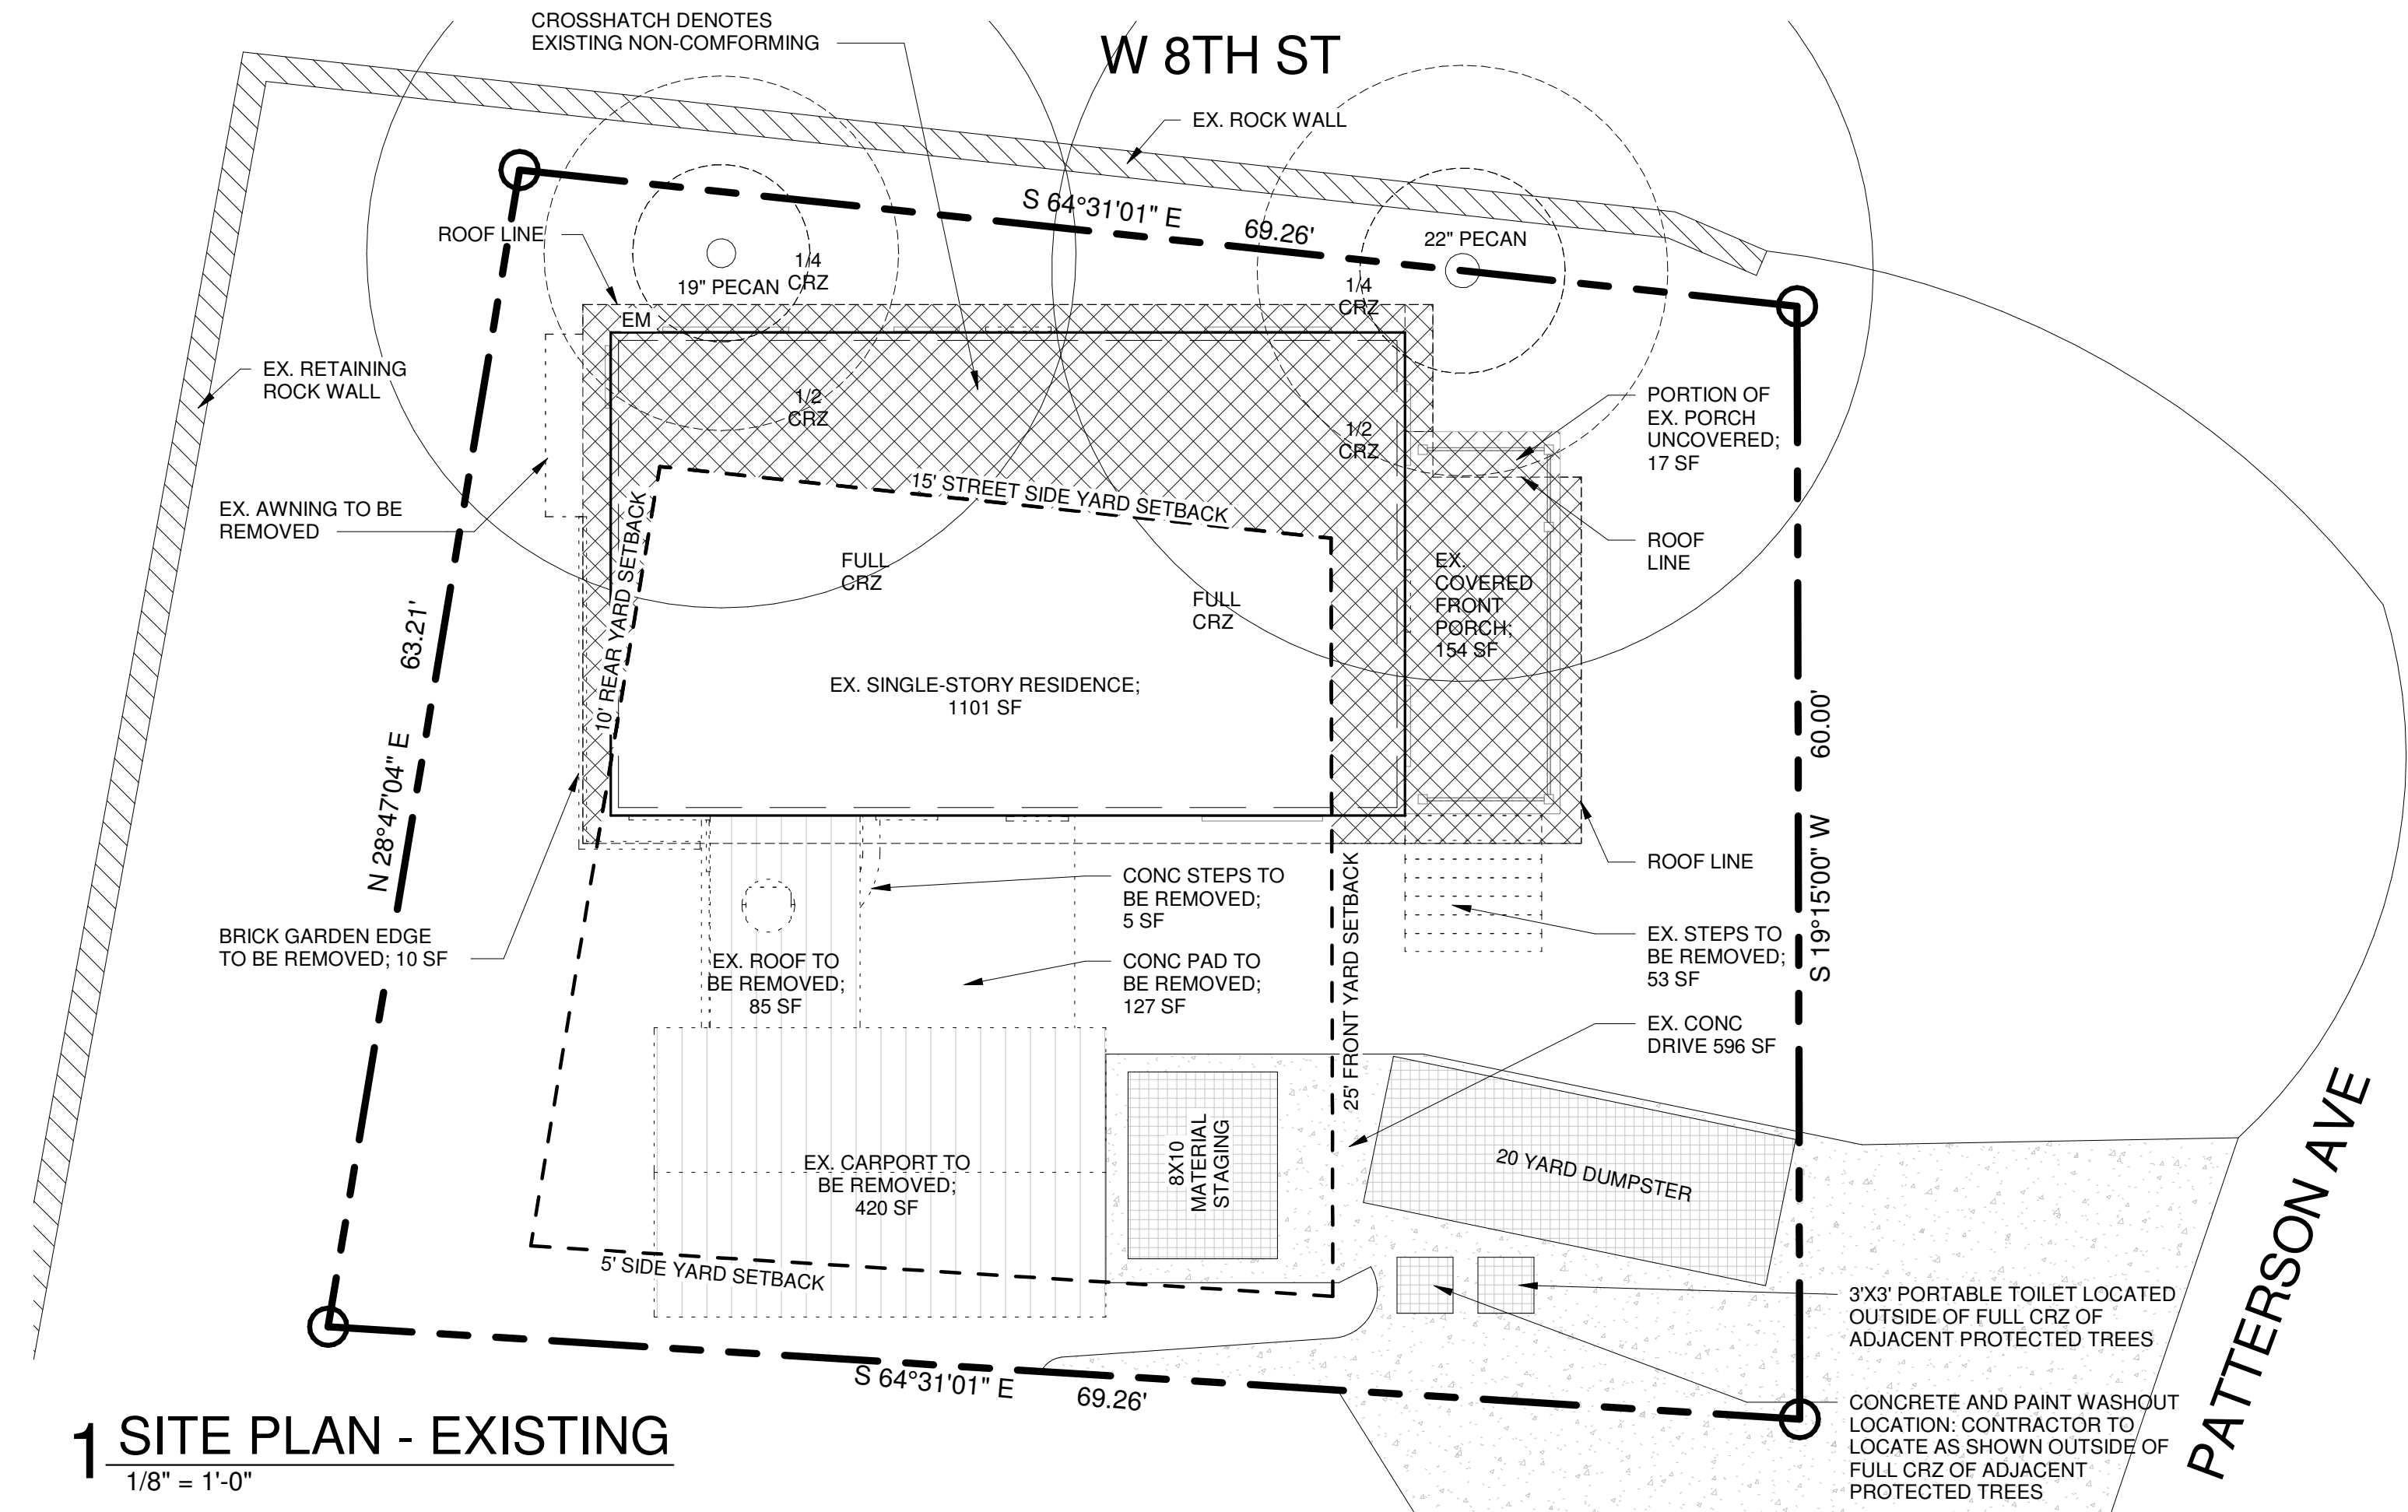 CROSSHATCH DENOTES
EXISTING NON-COMFORMING
W 8TH ST
EX. ROCK WALL
S 64°31'01" E 69.26'
ROOF LINE
22" PECAN
1/4
CRZ
19" PECAN
1/4
CRZ
EM
EX. RETAINING
ROCK WALL
1/2
CRZ
1/2
CRZ
PORTION OF
EX. PORCH
UNCOVERED;
17 SF
15' STREET SIDE YARD SETBACK
EX. AWNING TO BE
REMOVED
10' REAR YARD SETBACK
ROOF
LINE
FULL
CRZ
FULL
CRZ
EX.
COVERED
FRONT
PORCH;
154 SF
N 28°47'04" E 63.21'
EX. SINGLE-STORY RESIDENCE;
1101 SF
S 19°15'00" W 60.00'
ROOF LINE
CONC STEPS TO
BE REMOVED;
5 SF
25' FRONT YARD SETBACK
BRICK GARDEN EDGE
TO BE REMOVED; 10 SF
EX. ROOF TO
BE REMOVED;
85 SF
CONC PAD TO
BE REMOVED;
127 SF
EX. STEPS TO
BE REMOVED;
53 SF
EX. CONC
DRIVE 596 SF
EX. CARPORT TO
BE REMOVED;
420 SF
8X10
MATERIAL
STAGING
20 YARD DUMPSTER
PATTERSON AVE
5' SIDE YARD SETBACK
3'X3' PORTABLE TOILET LOCATED
OUTSIDE OF FULL CRZ OF
ADJACENT PROTECTED TREES
S 64°31'01" E 69.26'
CONCRETE AND PAINT WASHOUT
LOCATION: CONTRACTOR TO
LOCATE AS SHOWN OUTSIDE OF
FULL CRZ OF ADJACENT
PROTECTED TREES
1 SITE PLAN - EXISTING
1/8" = 1'-0"